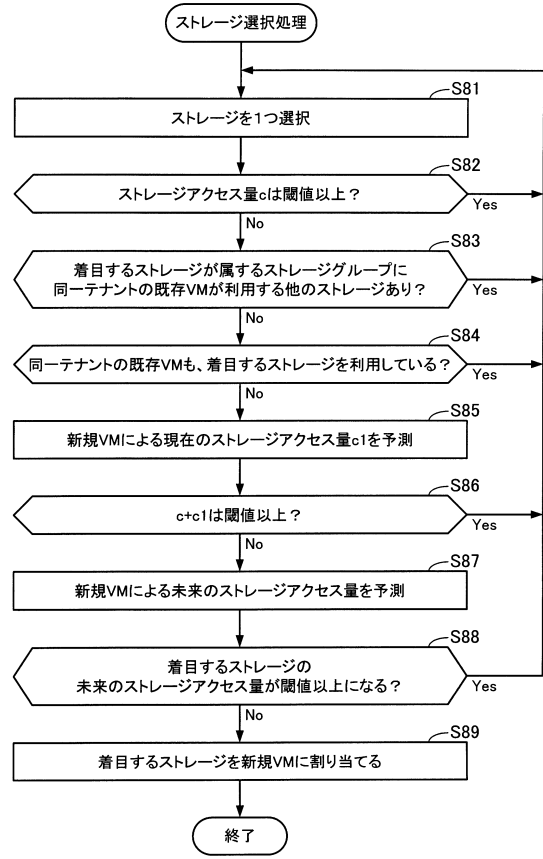 ストレージ選択処理
S81
ストレージを1つ選択
S82
ストレージアクセス量cは閾値以上？
Yes
No
S83
着目するストレージが属するストレージグループに
同一テナントの既存VMが利用する他のストレージあり？
Yes
No
S84
同一テナントの既存VMも、着目するストレージを利用している？
Yes
No
S85
新規VMによる現在のストレージアクセス量c1を予測
S86
c+c1は閾値以上？
Yes
No
S87
新規VMによる未来のストレージアクセス量を予測
S88
着目するストレージの
未来のストレージアクセス量が閾値以上になる？
Yes
No
S89
着目するストレージを新規VMに割り当てる
終了